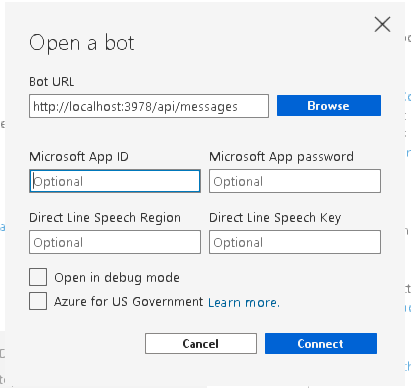 Open a bot
Bot URL
http://localhost:3978/api/messages
Browse
Microsoft App ID
Microsoft App password
Optional
Optional
Direct Line Speech Region
Direct Line Speech Key
Optional
Optional
Open in debug mode
Azure for US Government Learn more.
Cancel
Connect